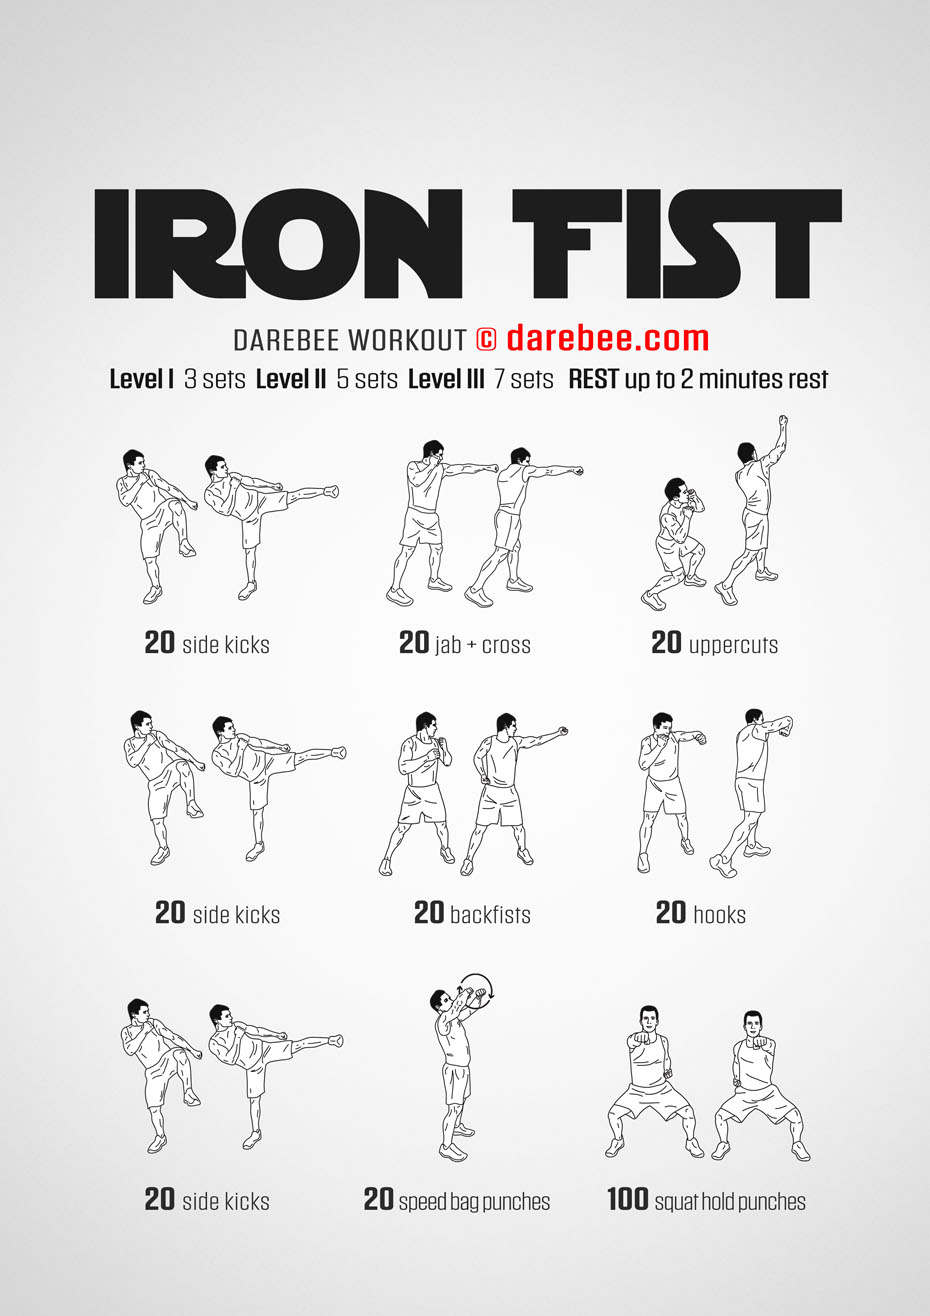 IRON FIST
DAREBEE WORKOUT © darebee.com
Level I 3 sets Level II 5 sets Level III 7 sets REST up to 2 minutes rest
20 side kicks
20 jab + cross
20 uppercuts
20 side kicks
20 backfists
20 hooks
20 side kicks
20 speed bag punches
100 squat hold punches